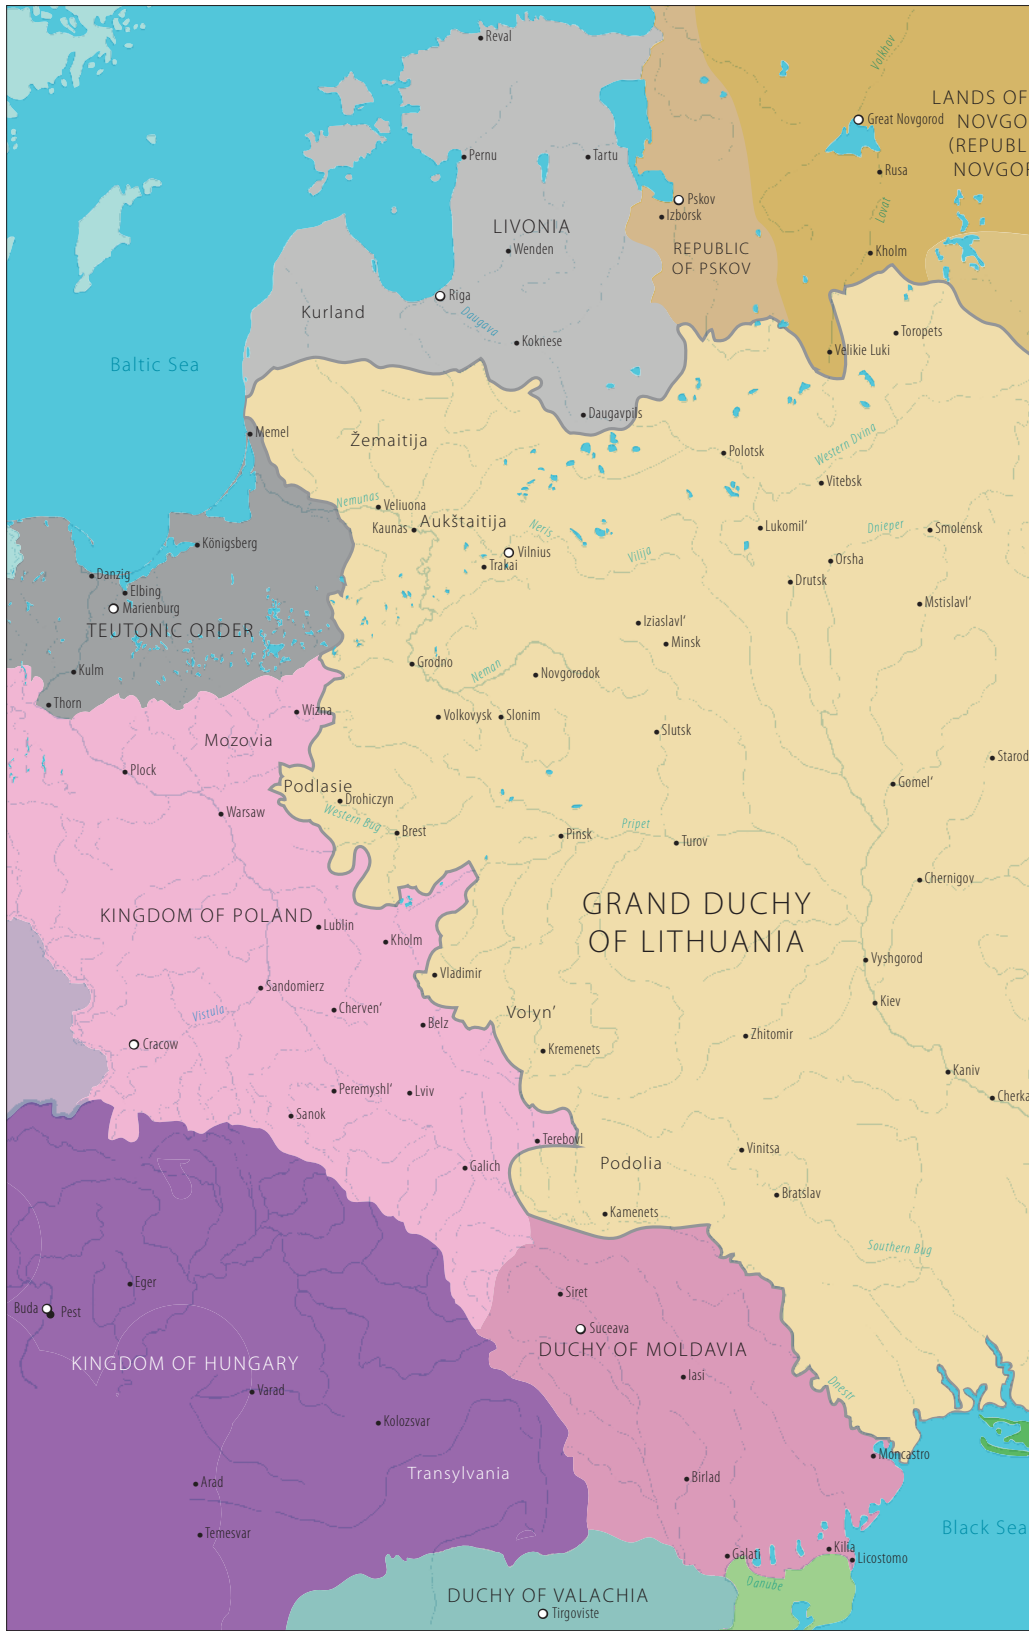 Reval
Volkhov
LANDS OF
NOVGO
(REPUBL
NOVGOR
Great Novgorod
Pernu
Tartu
Rusa
Pskov
Izborsk
Lovat
LIVONIA
Wenden
REPUBLIC
OF PSKOV
Kholm
Riga
Kurland
Daugava
Koknese
Toropets
Velikie Luki
Baltic Sea
Daugavpils
Memel
Žemaitija
Polotsk
Western Dvina
Vitebsk
Nemunas
Veliuona
Kaunas
Aukštaitija
Neris
Lukomil’
Dnieper
Smolensk
Königsberg
Vilnius
Trakai
Vilija
Orsha
Danzig
Drutsk
Elbing
Marienburg
Mstislavl’
TEUTONIC ORDER
Iziaslavl’
Minsk
Kulm
Grodno
Neman
Novgorodok
Thorn
Wizna
Volkovysk
Slonim
Slutsk
Mozovia
Starod
Plock
Podlasie
Gomel’
Drohiczyn
Warsaw
Western Bug
Brest
Pinsk
Pripet
Turov
Chernigov
GRAND DUCHY
OF LITHUANIA
KINGDOM OF POLAND
Lublin
Kholm
Vyshgorod
Vladimir
Sandomierz
Kiev
Vistula
Cherven’
Belz
Volyn’
Zhitomir
Cracow
Kremenets
Kaniv
Peremyshl’
Lviv
Cherka
Sanok
Terebovl
Vinitsa
Galich
Podolia
Bratslav
Kamenets
Southern Bug
Eger
Siret
Buda
Pest
Suceava
DUCHY OF MOLDAVIA
KINGDOM OF HUNGARY
Iasi
Varad
Dnestr
Kolozsvar
Moncastro
Transylvania
Birlad
Arad
Temesvar
Black Sea
Kilia
Galați
Licostomo
Danube
DUCHY OF VALACHIA
Tirgoviste